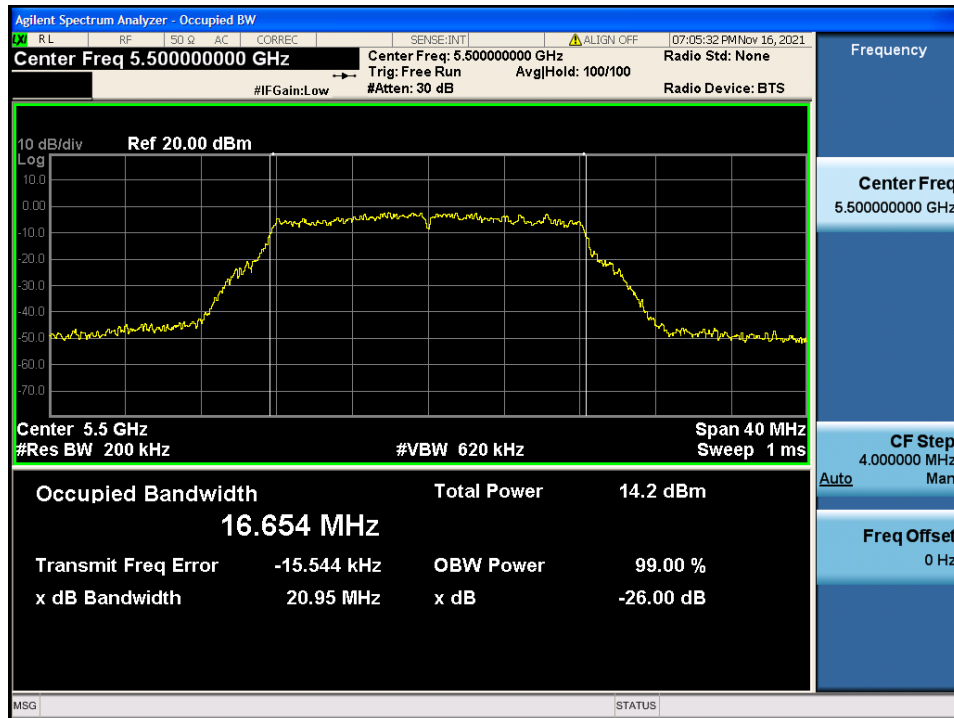 Agilent Spectrum Analyzer - Occupied BW
LXI RL RF 50 Ω AC CORREC SENSE:INT ALIGN OFF 07:05:32 PM Nov 16, 2021
Center Freq 5.500000000 GHz
Center Freq: 5.500000000 GHz
Radio Std: None
Trig: Free Run Avg|Hold: 100/100
#IFGain:Low
#Atten: 30 dB
Radio Device: BTS
Frequency
10 dB/div Ref 20.00 dBm
Log
10.0
0.00
-10.0
-20.0
-30.0
-40.0
-50.0
-60.0
-70.0
Center 5.5 GHz Span 40 MHz
#Res BW 200 kHz #VBW 620 kHz Sweep 1 ms
Center Freq
5.500000000 GHz
CF Step
4.000000 MHz
Auto Man
Freq Offset
0 Hz
Occupied Bandwidth Total Power 14.2 dBm
16.654 MHz
Transmit Freq Error -15.544 kHz OBW Power 99.00 %
x dB Bandwidth 20.95 MHz x dB -26.00 dB
MSG STATUS